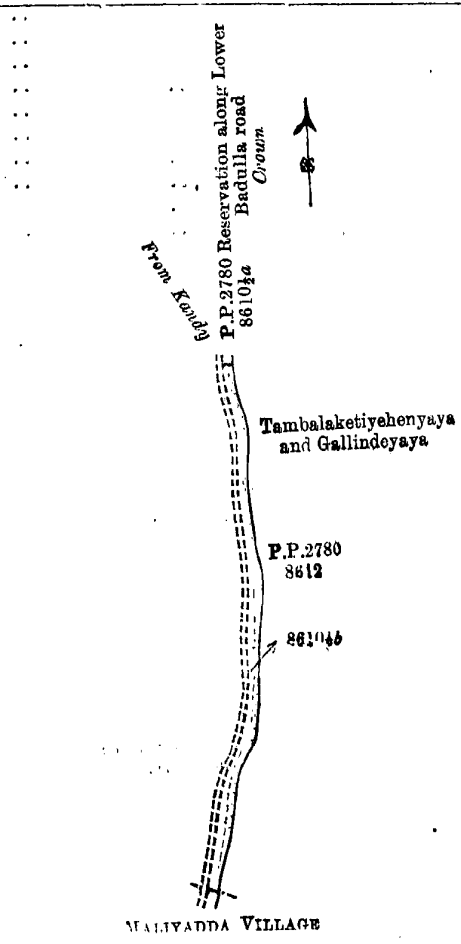 P.P.2780 Reservation along Lower
Badulla road
Crown
8610½a
From Kandy
Tambalaketiyehenyaya
and Gallindeyaya
P.P.2780
8612
8610½b
MALIYADDA VILLAGE